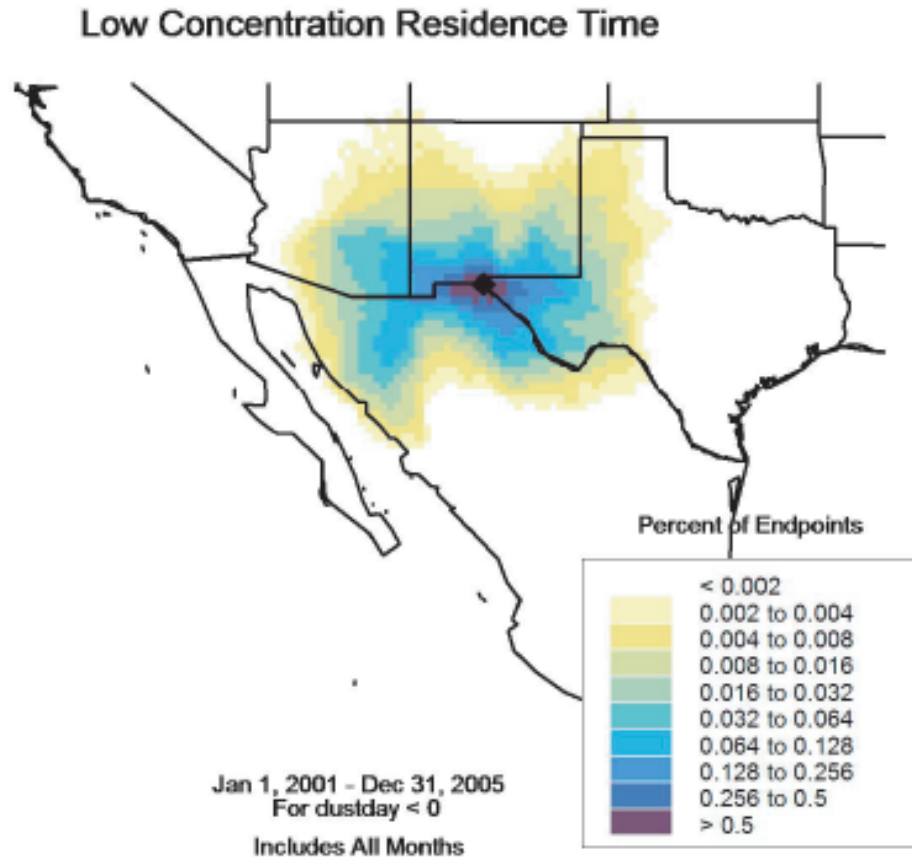 Low Concentration Residence Time
Percent of Endpoints
< 0.002
0.002 to 0.004
0.004 to 0.008
0.008 to 0.016
0.016 to 0.032
0.032 to 0.064
0.064 to 0.128
0.128 to 0.256
0.256 to 0.5
> 0.5
Jan 1, 2001 - Dec 31, 2005
For dustday < 0
Includes All Months